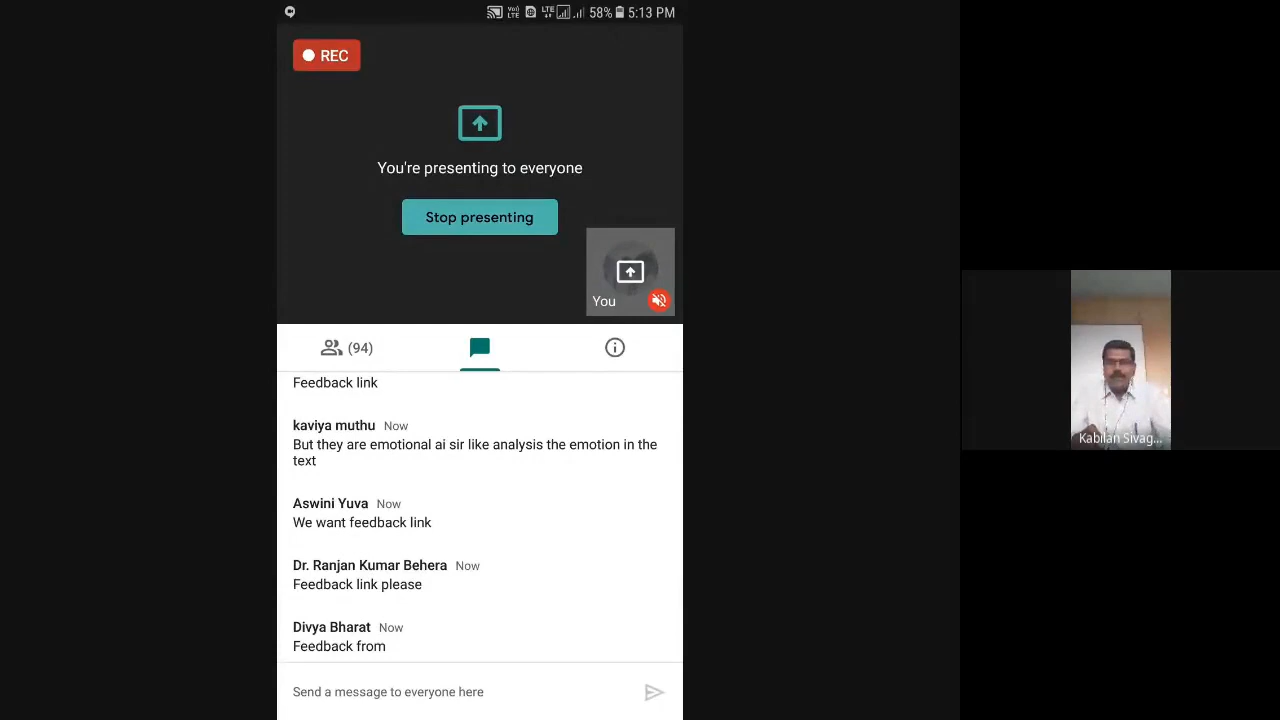 VoD
LTE
LTE
58%
5:13 PM
REC
You're presenting to everyone
Stop presenting
You
(94)
Feedback link
kaviya muthu Now
But they are emotional ai sir like analysis the emotion in the
text
Aswini Yuva Now
We want feedback link
Dr. Ranjan Kumar Behera Now
Feedback link please
Divya Bharat Now
Feedback from
Send a message to everyone here
Kabilan Sivag...